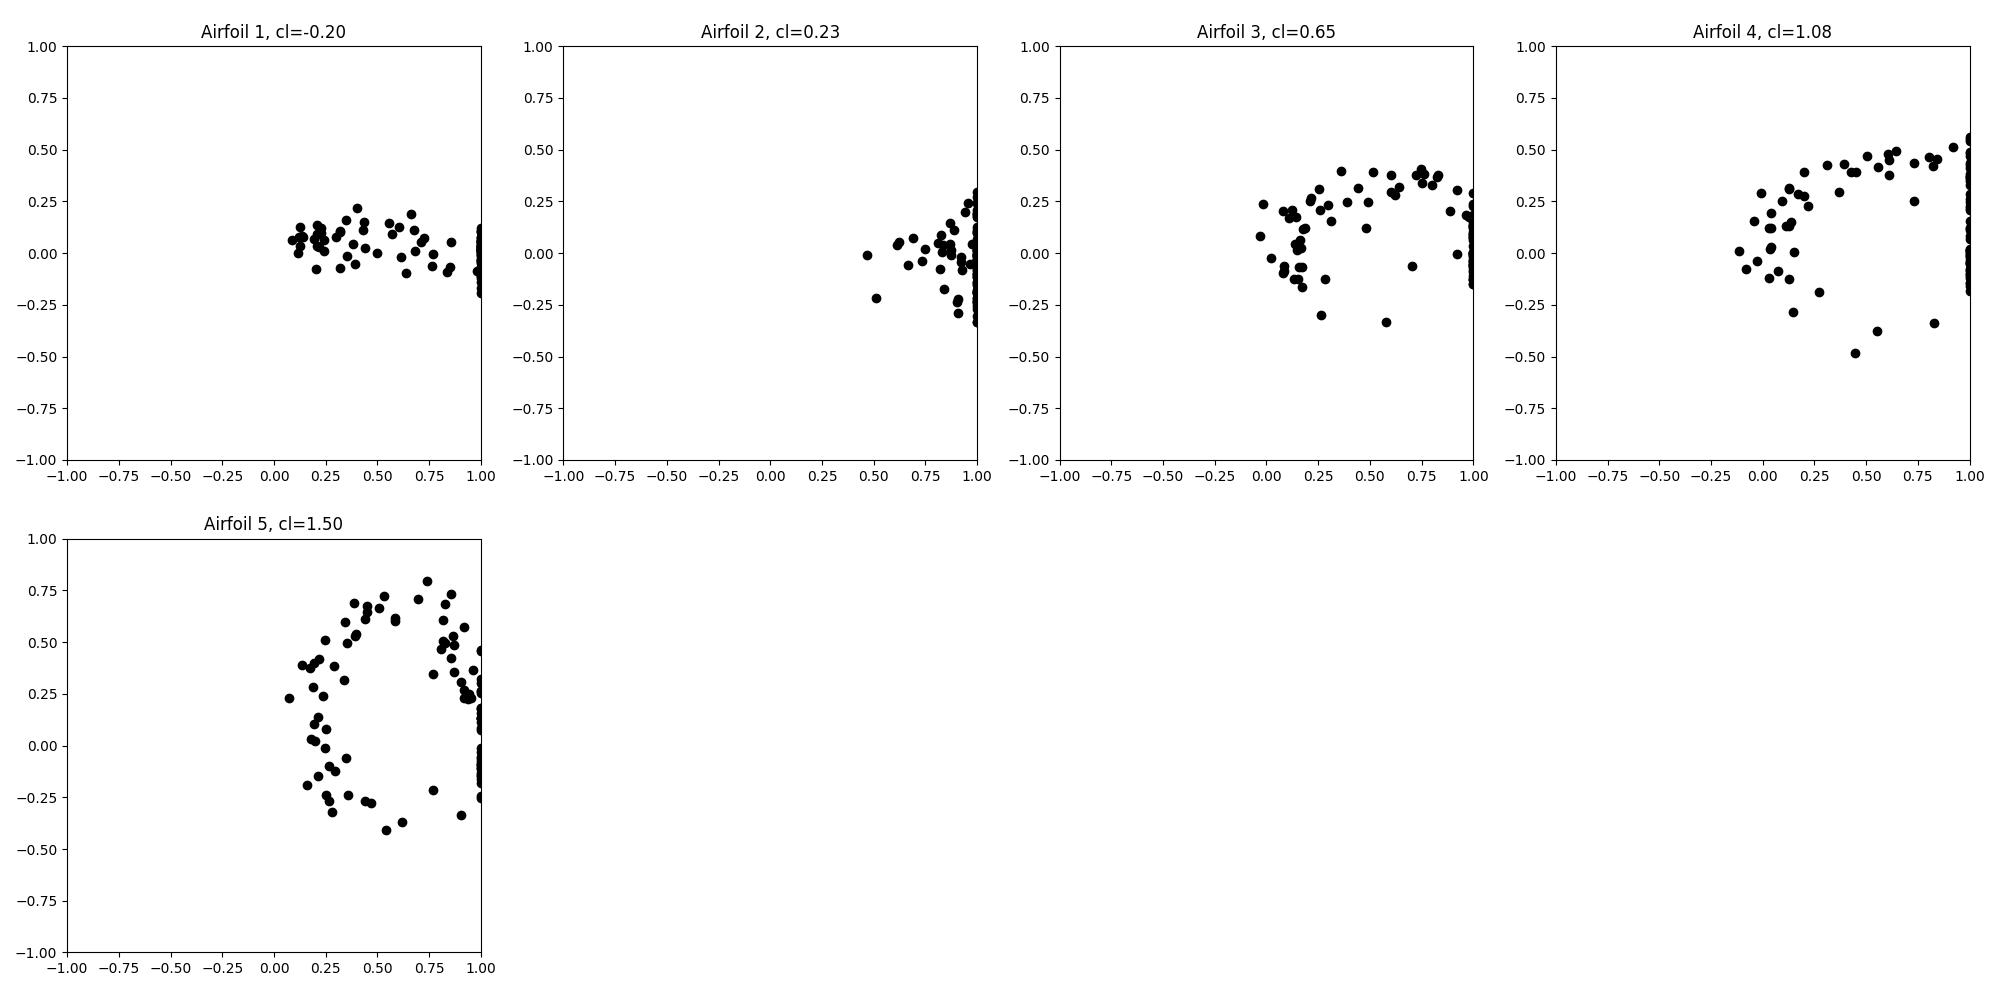 Airfoil 1, cl=-0.20
Airfoil 2, cl=0.23
Airfoil 3, cl=0.65
Airfoil 4, cl=1.08
1.00 1.00 1.00 1.00
0.75 0.75 0.75 0.75
0.50 0.50 0.50 0.50
0.25 0.25 0.25 0.25
0.00 0.00 0.00 0.00
−0.25 −0.25 −0.25 −0.25
−0.50 −0.50 −0.50 −0.50
−0.75 −0.75 −0.75 −0.75
−1.00 −1.00 −1.00 −1.00
−1.00 −0.75 −0.50 −0.25 0.00 0.25 0.50 0.75 1.00
−1.00 −0.75 −0.50 −0.25 0.00 0.25 0.50 0.75 1.00
−1.00 −0.75 −0.50 −0.25 0.00 0.25 0.50 0.75 1.00
−1.00 −0.75 −0.50 −0.25 0.00 0.25 0.50 0.75 1.00
Airfoil 5, cl=1.50
1.00
0.75
0.50
0.25
0.00
−0.25
−0.50
−0.75
−1.00
−1.00 −0.75 −0.50 −0.25 0.00 0.25 0.50 0.75 1.00